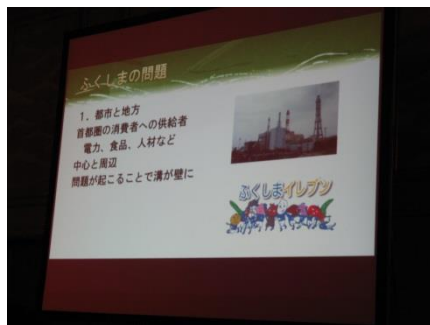 ふくしまの問題
1．都市と地方
首都圏の消費者への供給者
電力、食品、人材など
中心と周辺
問題が起こることで溝が壁に
ふくしまイレブン